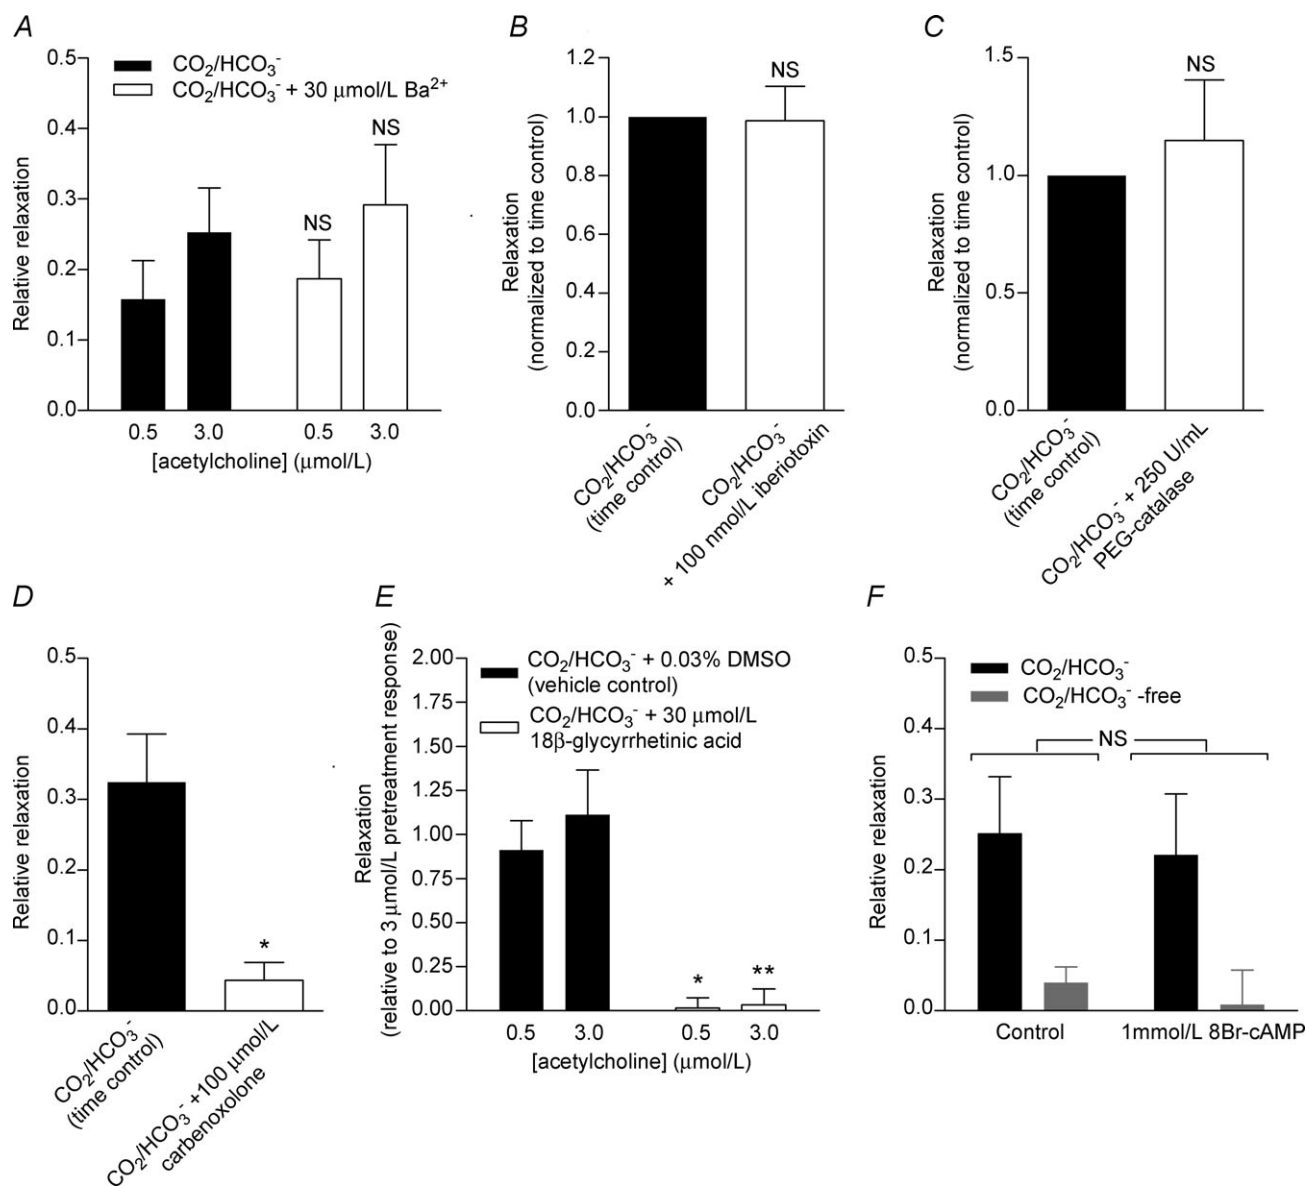 A
Relative relaxation
0.5
0.4
0.3
0.2
0.1
0.0
CO₂/HCO₃⁻
CO₂/HCO₃⁻ + 30 µmol/L Ba²⁺
NS
NS
0.5
3.0
0.5
3.0
[acetylcholine] (µmol/L)
B
Relaxation
(normalized to time control)
1.2
1.0
0.8
0.6
0.4
0.2
0.0
NS
CO₂/HCO₃⁻
(time control)
CO₂/HCO₃⁻
+ 100 nmol/L iberiotoxin
C
Relaxation
(normalized to time control)
1.5
1.0
0.5
0.0
NS
CO₂/HCO₃⁻
(time control)
CO₂/HCO₃⁻ + 250 U/mL
PEG-catalase
D
Relative relaxation
0.5
0.4
0.3
0.2
0.1
0.0
*
CO₂/HCO₃⁻
(time control)
CO₂/HCO₃⁻ +100 µmol/L
carbenoxolone
E
Relaxation
(relative to 3 µmol/L pretreatment response)
2.00
1.75
1.50
1.25
1.00
0.75
0.50
0.25
0.00
CO₂/HCO₃⁻ + 0.03% DMSO
(vehicle control)
CO₂/HCO₃⁻ + 30 µmol/L
18β-glycyrrhetinic acid
*
**
0.5
3.0
0.5
3.0
[acetylcholine] (µmol/L)
F
Relative relaxation
0.5
0.4
0.3
0.2
0.1
0.0
CO₂/HCO₃⁻
CO₂/HCO₃⁻ -free
NS
Control
1mmol/L 8Br-cAMP